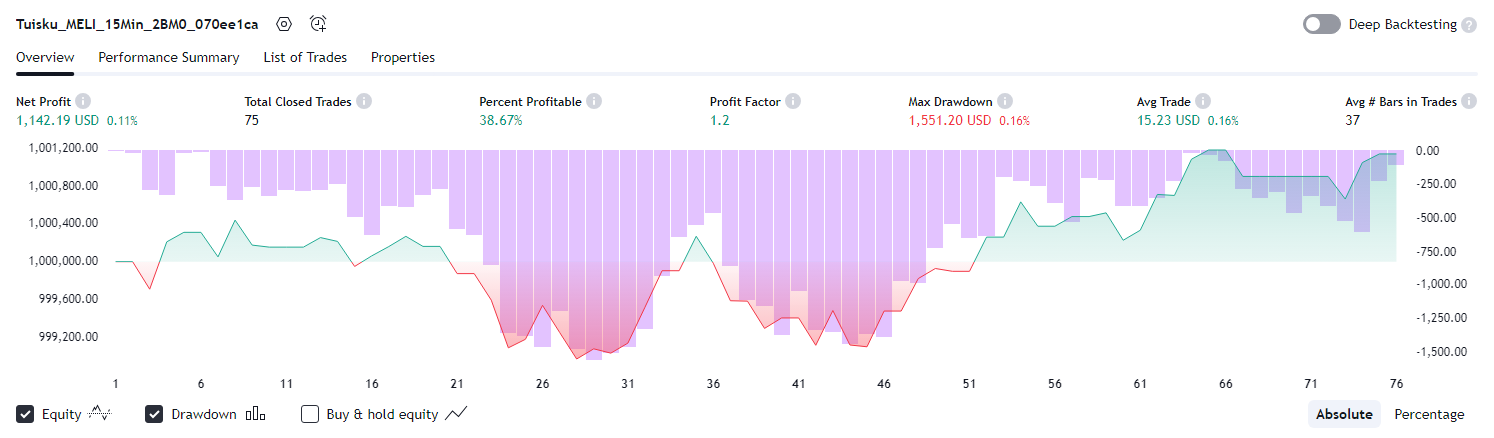 Tuisku_MELI_15Min_2BM0_070ee1ca
Deep Backtesting ?
Overview Performance Summary List of Trades Properties
Net Profit Total Closed Trades Percent Profitable Profit Factor Max Drawdown Avg Trade Avg # Bars in Trades
1,142.19 USD 0.11% 75 38.67% 1.2 1,551.20 USD 0.16% 15.23 USD 0.16% 37
1,001,200.00 0.00
1,000,800.00 -250.00
1,000,400.00 -500.00
-750.00
1,000,000.00
-1,000.00
999,600.00
-1,250.00
999,200.00
-1,500.00
1 6 11 16 21 26 31 36 41 46 51 56 61 66 71 76
Equity Drawdown Buy & hold equity Absolute Percentage